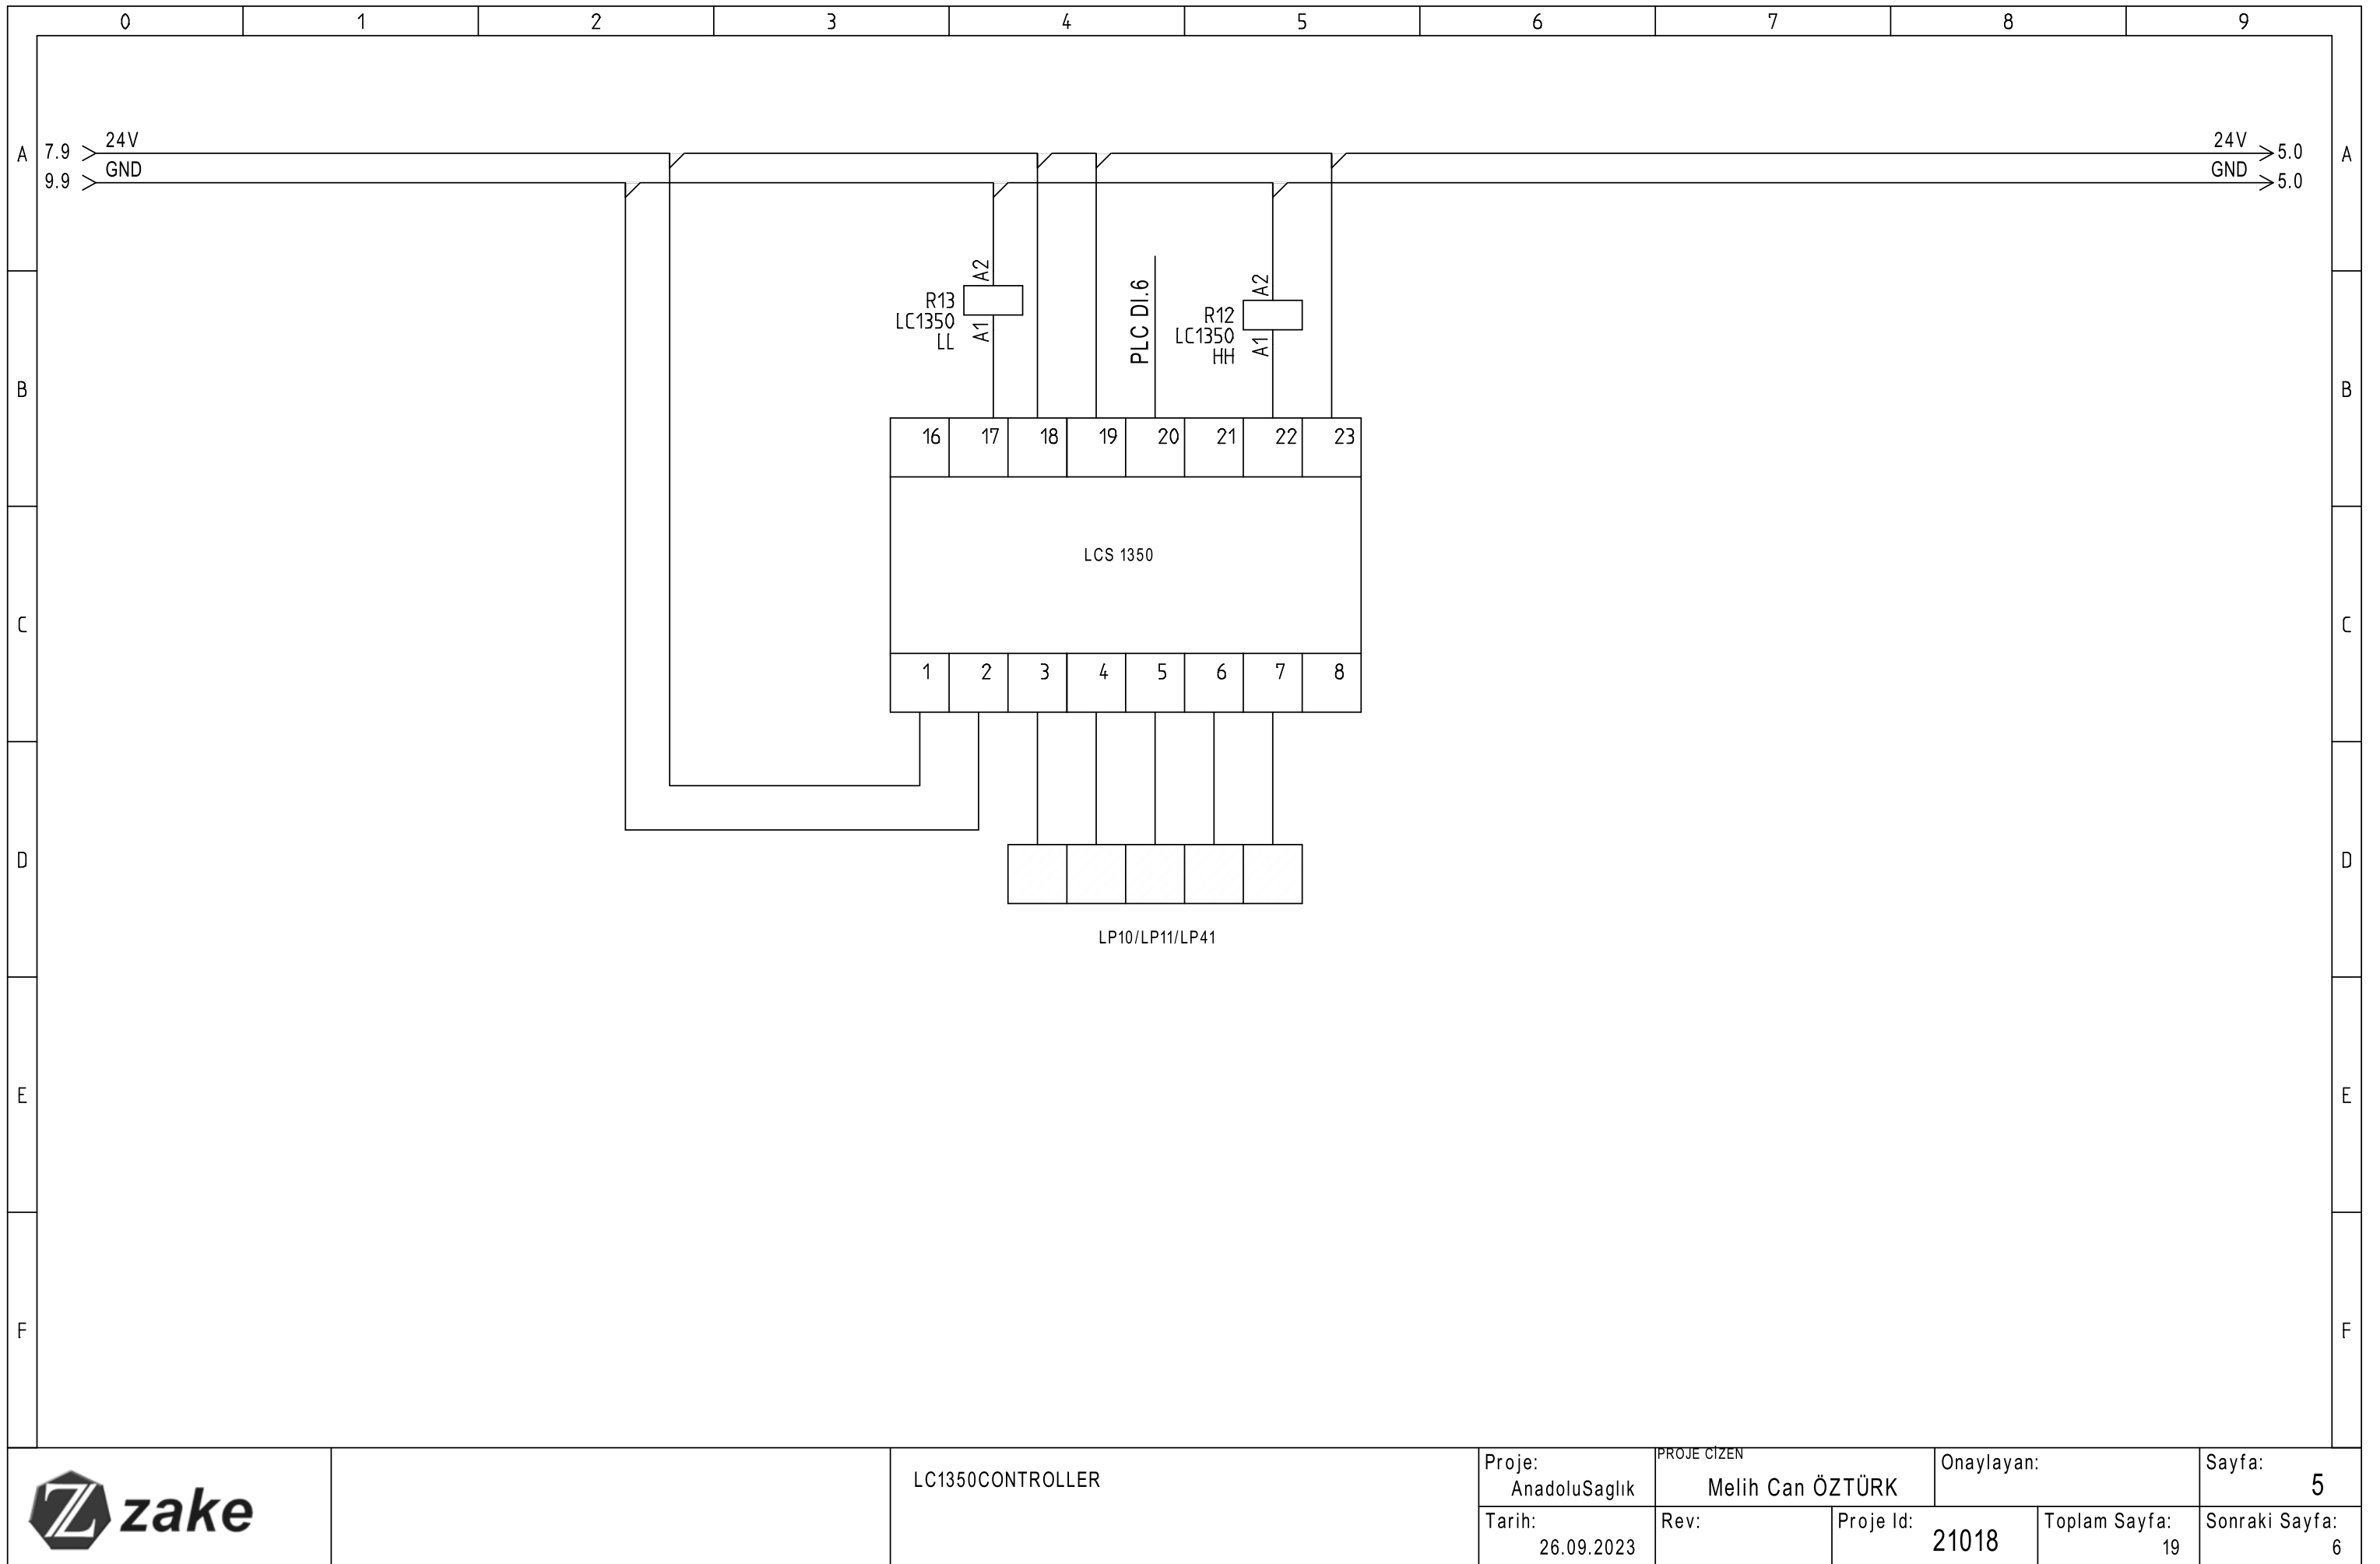 0 1 2 3 4 5 6 7 8 9
24V 24V
A 7.9 5.0 A
GND GND
9.9 5.0
A2 A2
R13
LC1350
LL
A1
PLC DI.6
R12
LC1350
HH
A1
B B
16 17 18 19 20 21 22 23
LCS 1350
C C
1 2 3 4 5 6 7 8
D D
LP10/LP11/LP41
E E
F F
zake
LC1350CONTROLLER
Proje:
AnadoluSaglık
PROJE CİZEN
Melih Can ÖZTÜRK
Onaylayan:
Sayfa:
5
Tarih:
26.09.2023
Rev:
Proje Id:
21018
Toplam Sayfa:
19
Sonraki Sayfa:
6